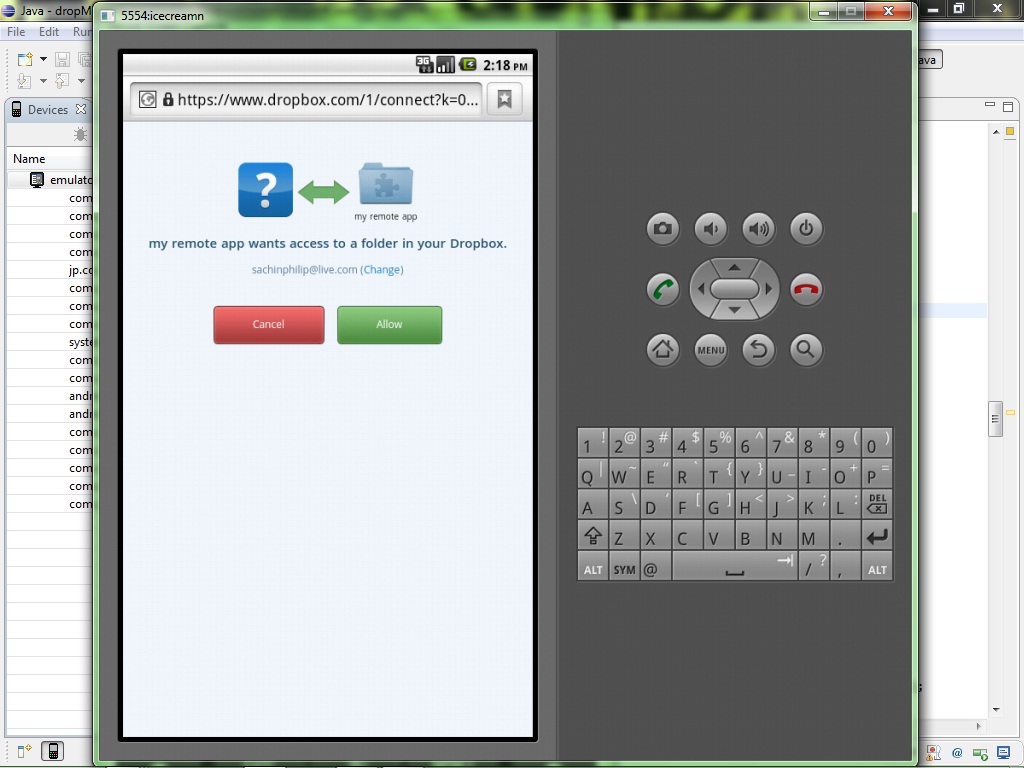 Java - dropM
5554:icecreamn
File Edit Run
ava
Devices
Name
emulato
com
com
com
com
jp.co
com
com
com
syste
com
com
andr
andr
com
com
com
com
com
3G 2:18 PM
https://www.dropbox.com/1/connect?k=0...
?
my remote app
my remote app wants access to a folder in your Dropbox.
sachinphilip@live.com (Change)
Cancel Allow
MENU
1 ! 2 @ 3 # 4 $ 5 % 6 ^ 7 & 8 * 9 ( 0 )
Q | W ~ E “ R ` T { Y } U _ I - O + P =
A S \ D ‘ F [ G ] H < J > K ; L : DEL
Z X C V B N M .
ALT SYM @ / ? , ALT